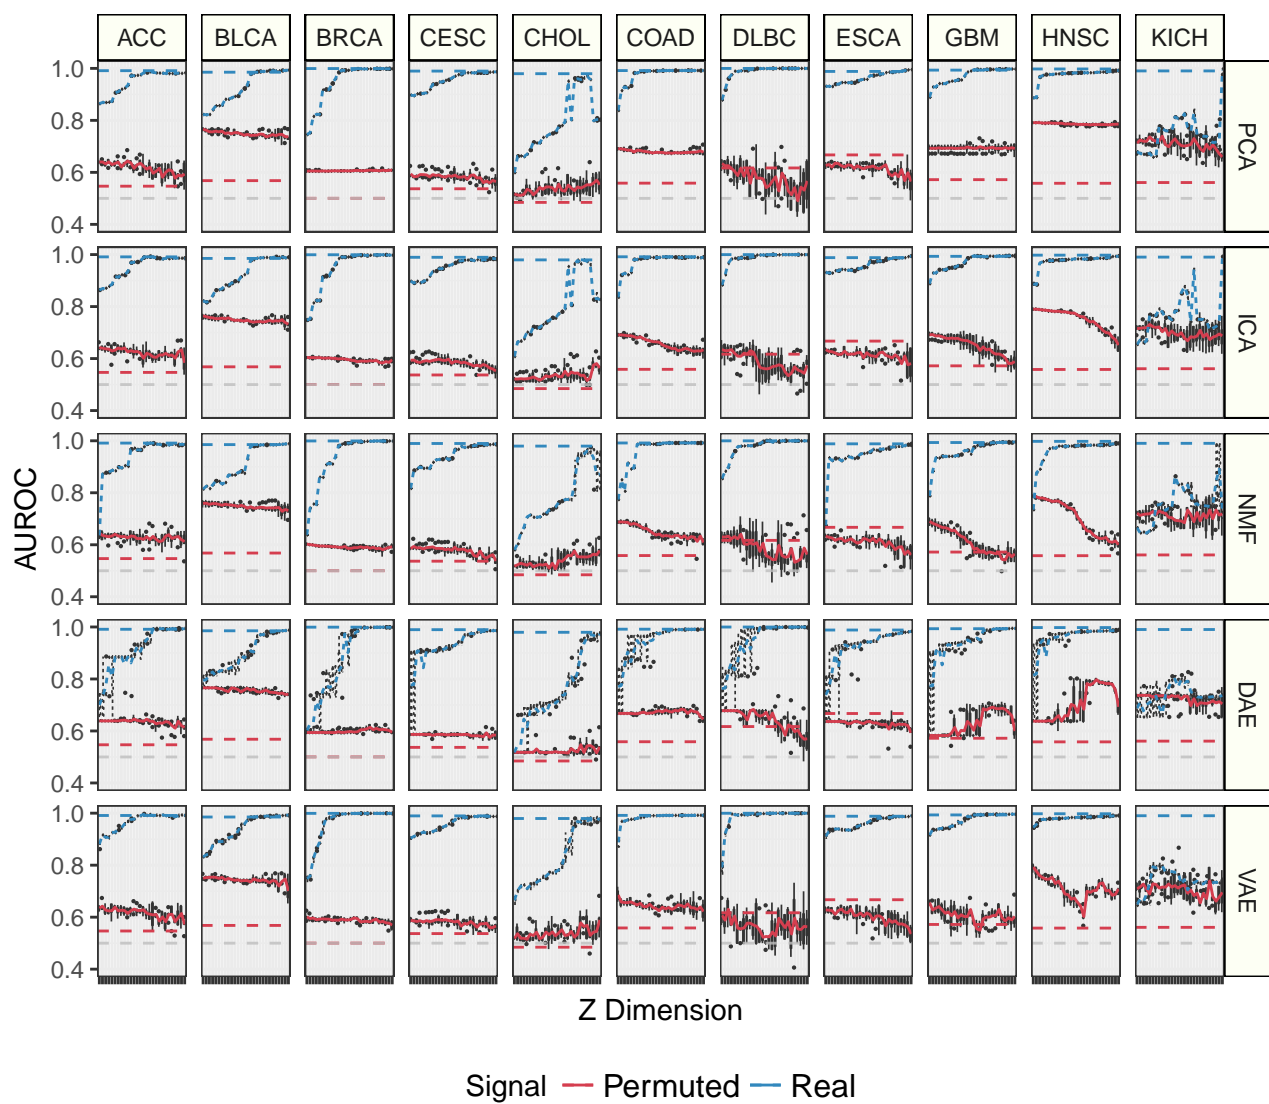 ACC BLCA BRCA CESC CHOL COAD DLBC ESCA GBM HNSC KICH
1.0
0.8
0.6
0.4
PCA
1.0
0.8
0.6
0.4
ICA
1.0
0.8
0.6
0.4
NMF
AUROC
1.0
0.8
0.6
0.4
DAE
1.0
0.8
0.6
0.4
VAE
Z Dimension
Signal Permuted Real